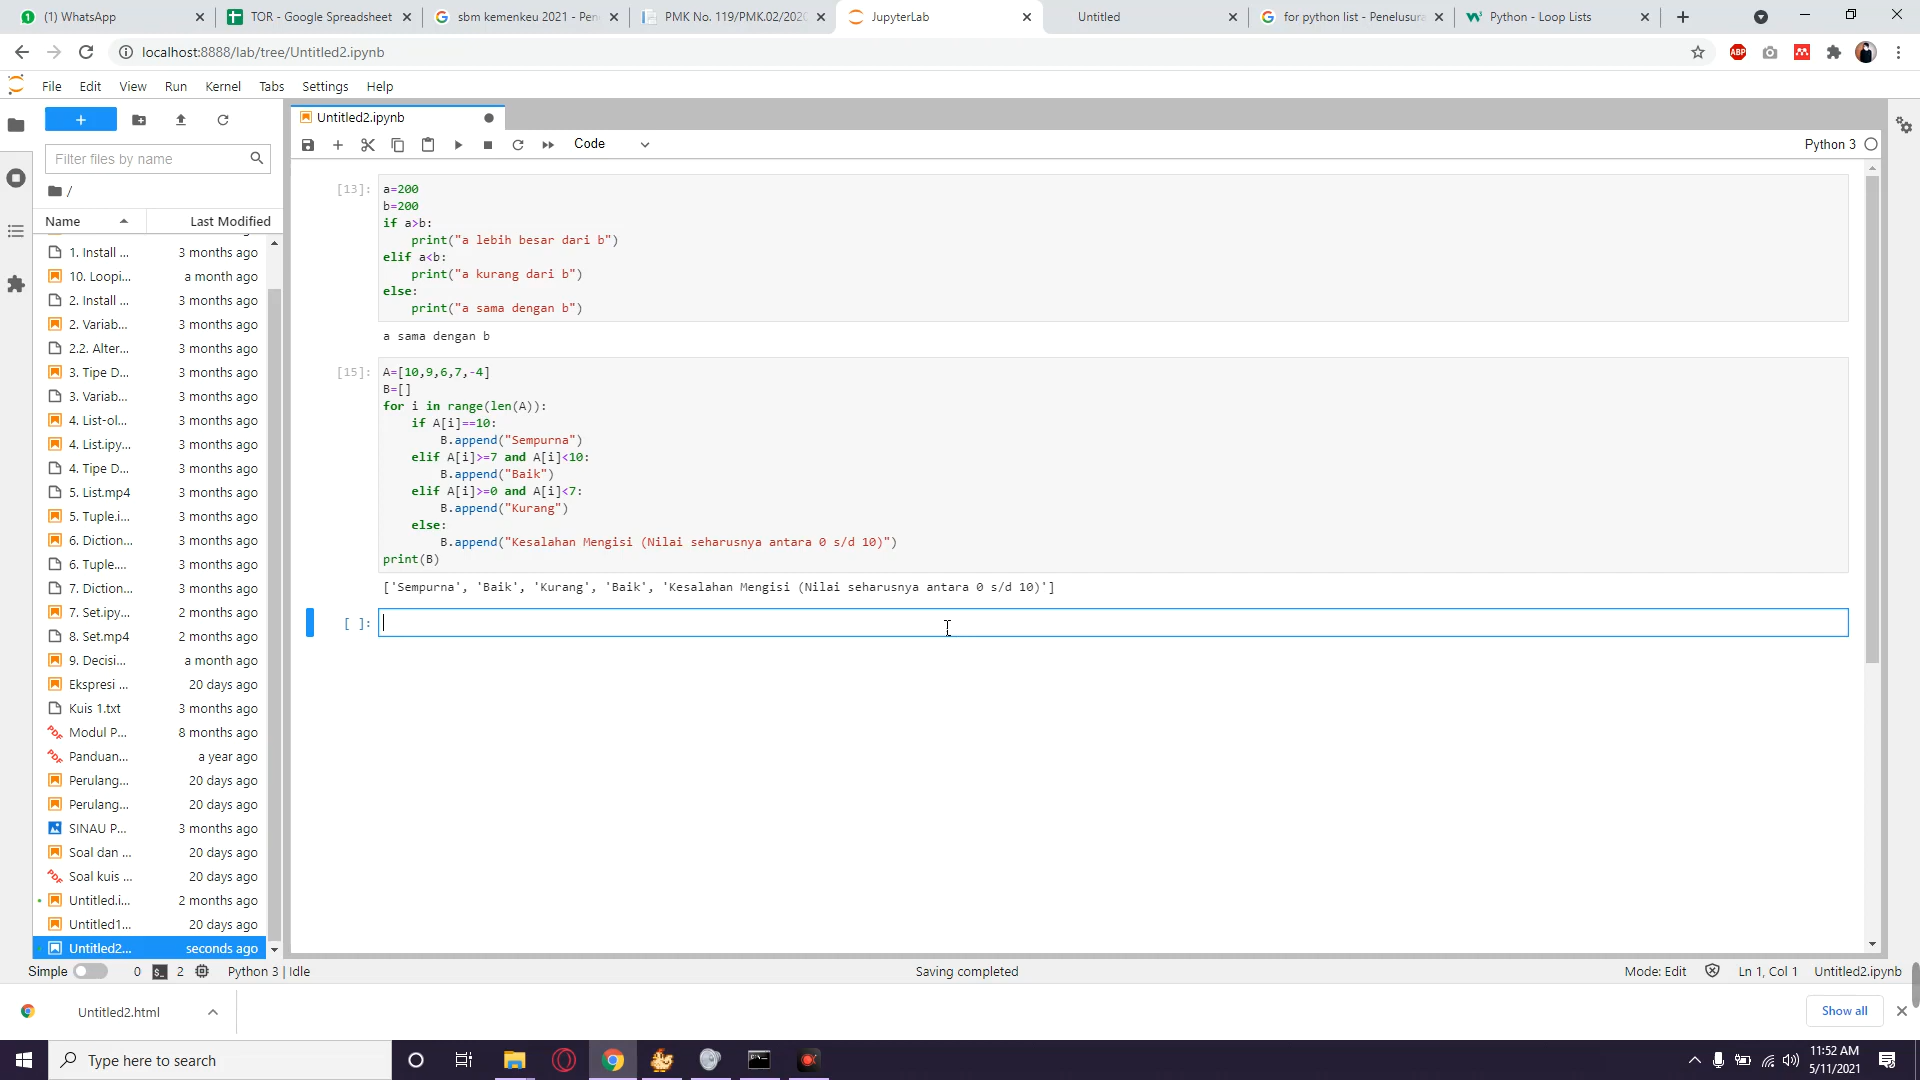 (1) WhatsApp
TOR - Google Spreadsheet
sbm kemenkeu 2021 - Pen
PMK No. 119/PMK.02/202
JupyterLab
Untitled
for python list - Penelusura
Python - Loop Lists
localhost:8888/lab/tree/Untitled2.ipynb
ABP
File Edit View Run Kernel Tabs Settings Help
Untitled2.ipynb
Code
Python 3
Filter files by name
/
Name Last Modified
1. Install ... 3 months ago
10. Loopi... a month ago
2. Install ... 3 months ago
2. Variab... 3 months ago
2.2. Alter... 3 months ago
3. Tipe D... 3 months ago
3. Variab... 3 months ago
4. List-ol... 3 months ago
4. List.ipy... 3 months ago
4. Tipe D... 3 months ago
5. List.mp4 3 months ago
5. Tuple.i... 3 months ago
6. Diction... 3 months ago
6. Tuple.... 3 months ago
7. Diction... 3 months ago
7. Set.ipy... 2 months ago
8. Set.mp4 2 months ago
9. Decisi... a month ago
Ekspresi ... 20 days ago
Kuis 1.txt 3 months ago
Modul P... 8 months ago
Panduan... a year ago
Perulang... 20 days ago
Perulang... 20 days ago
SINAU P... 3 months ago
Soal dan ... 20 days ago
Soal kuis ... 20 days ago
Untitled.i... 2 months ago
Untitled1... 20 days ago
Untitled2... seconds ago
[13]: a=200
b=200
if a>b:
    print("a lebih besar dari b")
elif a<b:
    print("a kurang dari b")
else:
    print("a sama dengan b")
a sama dengan b
[15]: A=[10,9,6,7,-4]
B=[]
for i in range(len(A)):
    if A[i]==10:
        B.append("Sempurna")
    elif A[i]>=7 and A[i]<10:
        B.append("Baik")
    elif A[i]>=0 and A[i]<7:
        B.append("Kurang")
    else:
        B.append("Kesalahan Mengisi (Nilai seharusnya antara 0 s/d 10)")
print(B)
['Sempurna', 'Baik', 'Kurang', 'Baik', 'Kesalahan Mengisi (Nilai seharusnya antara 0 s/d 10)']
[ ]:
Simple 0 $_ 2 Python 3 | Idle Saving completed Mode: Edit Ln 1, Col 1 Untitled2.ipynb
Untitled2.html
Show all
Type here to search
11:52 AM
5/11/2021